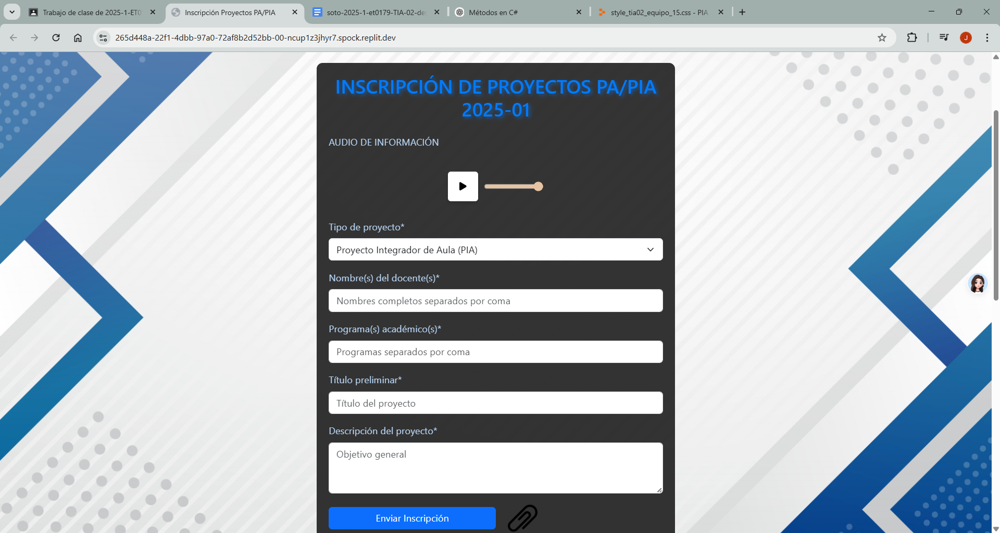 Trabajo de clase de 2025-1-ET0
Inscripción Proyectos PA/PIA
soto-2025-1-et0179-TIA-02-de
Métodos en C#
style_tia02_equipo_15.css - PIA
265d448a-22f1-4dbb-97a0-72af8b2d52bb-00-ncup1z3jhyr7.spock.replit.dev
J
INSCRIPCIÓN DE PROYECTOS PA/PIA
2025-01
AUDIO DE INFORMACIÓN
Tipo de proyecto*
Proyecto Integrador de Aula (PIA)
Nombre(s) del docente(s)*
Nombres completos separados por coma
Programa(s) académico(s)*
Programas separados por coma
Título preliminar*
Título del proyecto
Descripción del proyecto*
Objetivo general
Enviar Inscripción